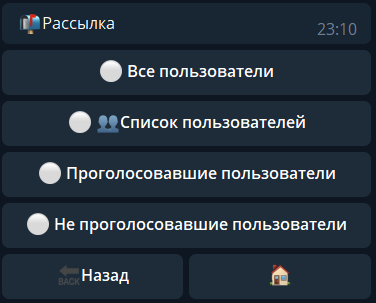 Рассылка
23:10
Все пользователи
Список пользователей
Проголосовавшие пользователи
Не проголосовавшие пользователи
BACK Назад